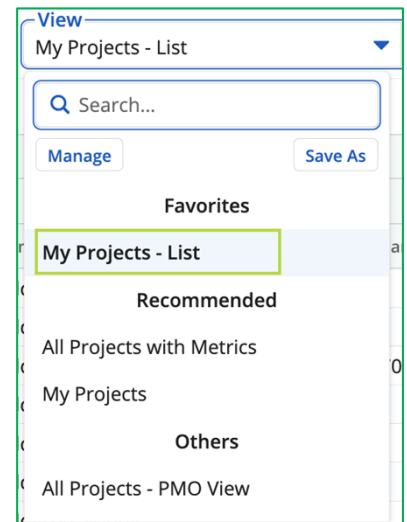 View
My Projects - List
Search...
Manage
Save As
Favorites
My Projects - List
Recommended
All Projects with Metrics
My Projects
Others
All Projects - PMO View